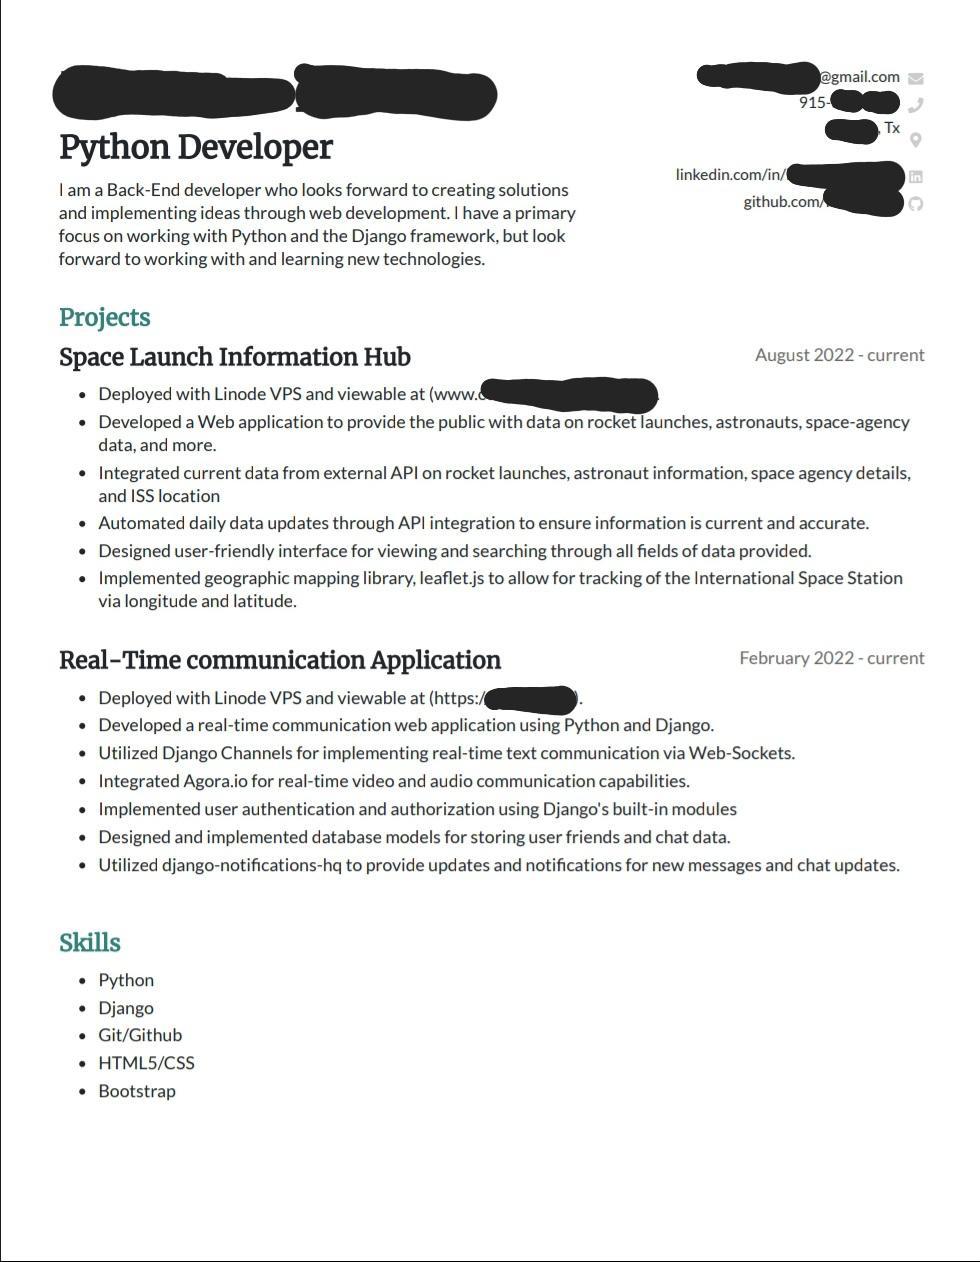 @gmail.com
915-
Python Developer
, Tx
I am a Back-End developer who looks forward to creating solutions
and implementing ideas through web development. I have a primary
focus on working with Python and the Django framework, but look
forward to working with and learning new technologies.
linkedin.com/in/
github.com/
Projects
Space Launch Information Hub
August 2022 - current
• Deployed with Linode VPS and viewable at (www.
• Developed a Web application to provide the public with data on rocket launches, astronauts, space-agency
data, and more.
• Integrated current data from external API on rocket launches, astronaut information, space agency details,
and ISS location
• Automated daily data updates through API integration to ensure information is current and accurate.
• Designed user-friendly interface for viewing and searching through all fields of data provided.
• Implemented geographic mapping library, leaflet.js to allow for tracking of the International Space Station
via longitude and latitude.
Real-Time communication Application
February 2022 - current
• Deployed with Linode VPS and viewable at (https:/ ).
• Developed a real-time communication web application using Python and Django.
• Utilized Django Channels for implementing real-time text communication via Web-Sockets.
• Integrated Agora.io for real-time video and audio communication capabilities.
• Implemented user authentication and authorization using Django's built-in modules
• Designed and implemented database models for storing user friends and chat data.
• Utilized django-notifications-hq to provide updates and notifications for new messages and chat updates.
Skills
• Python
• Django
• Git/Github
• HTML5/CSS
• Bootstrap